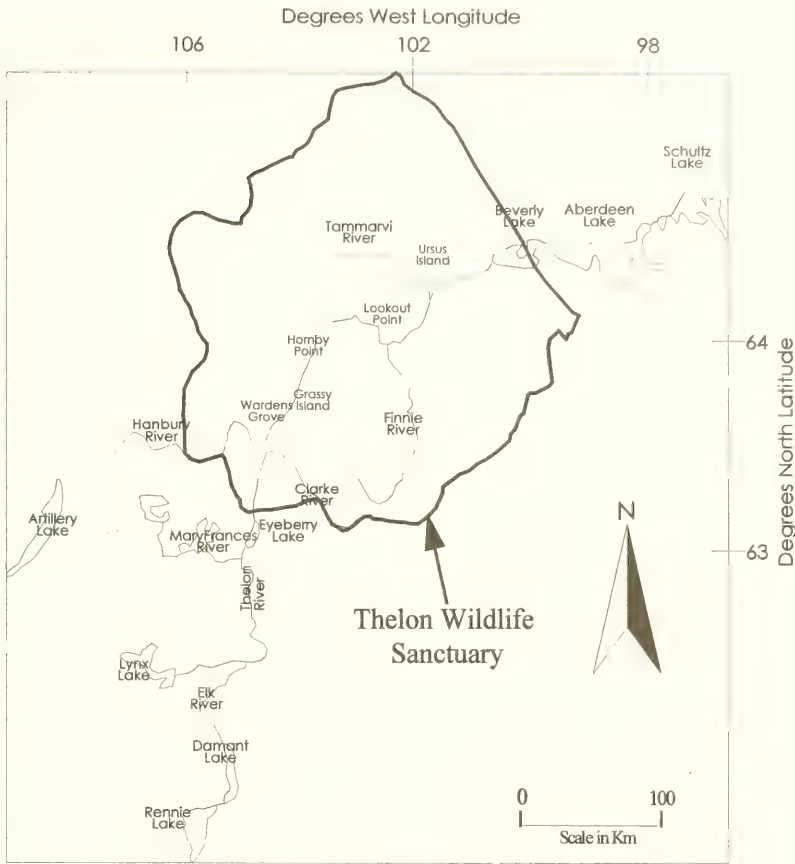 Degrees West Longitude
106 102 98
Schultz
Lake
Beverly
Lake
Aberdeen
Lake
Tammarvi
River
Ursus
Island
Lookout
Point
Hornby
Point
64
Grassy
Island
Wardens
Grove
Finnie
River
Hanbury
River
Degrees North Latitude
Clarke
River
Artillery
Lake
MaryFrances
River
Eyeberry
Lake
N
63
Thelon
River
Thelon Wildlife
Sanctuary
Lynx
Lake
Elk
River
Damant
Lake
Rennie
Lake
0 100
Scale in Km